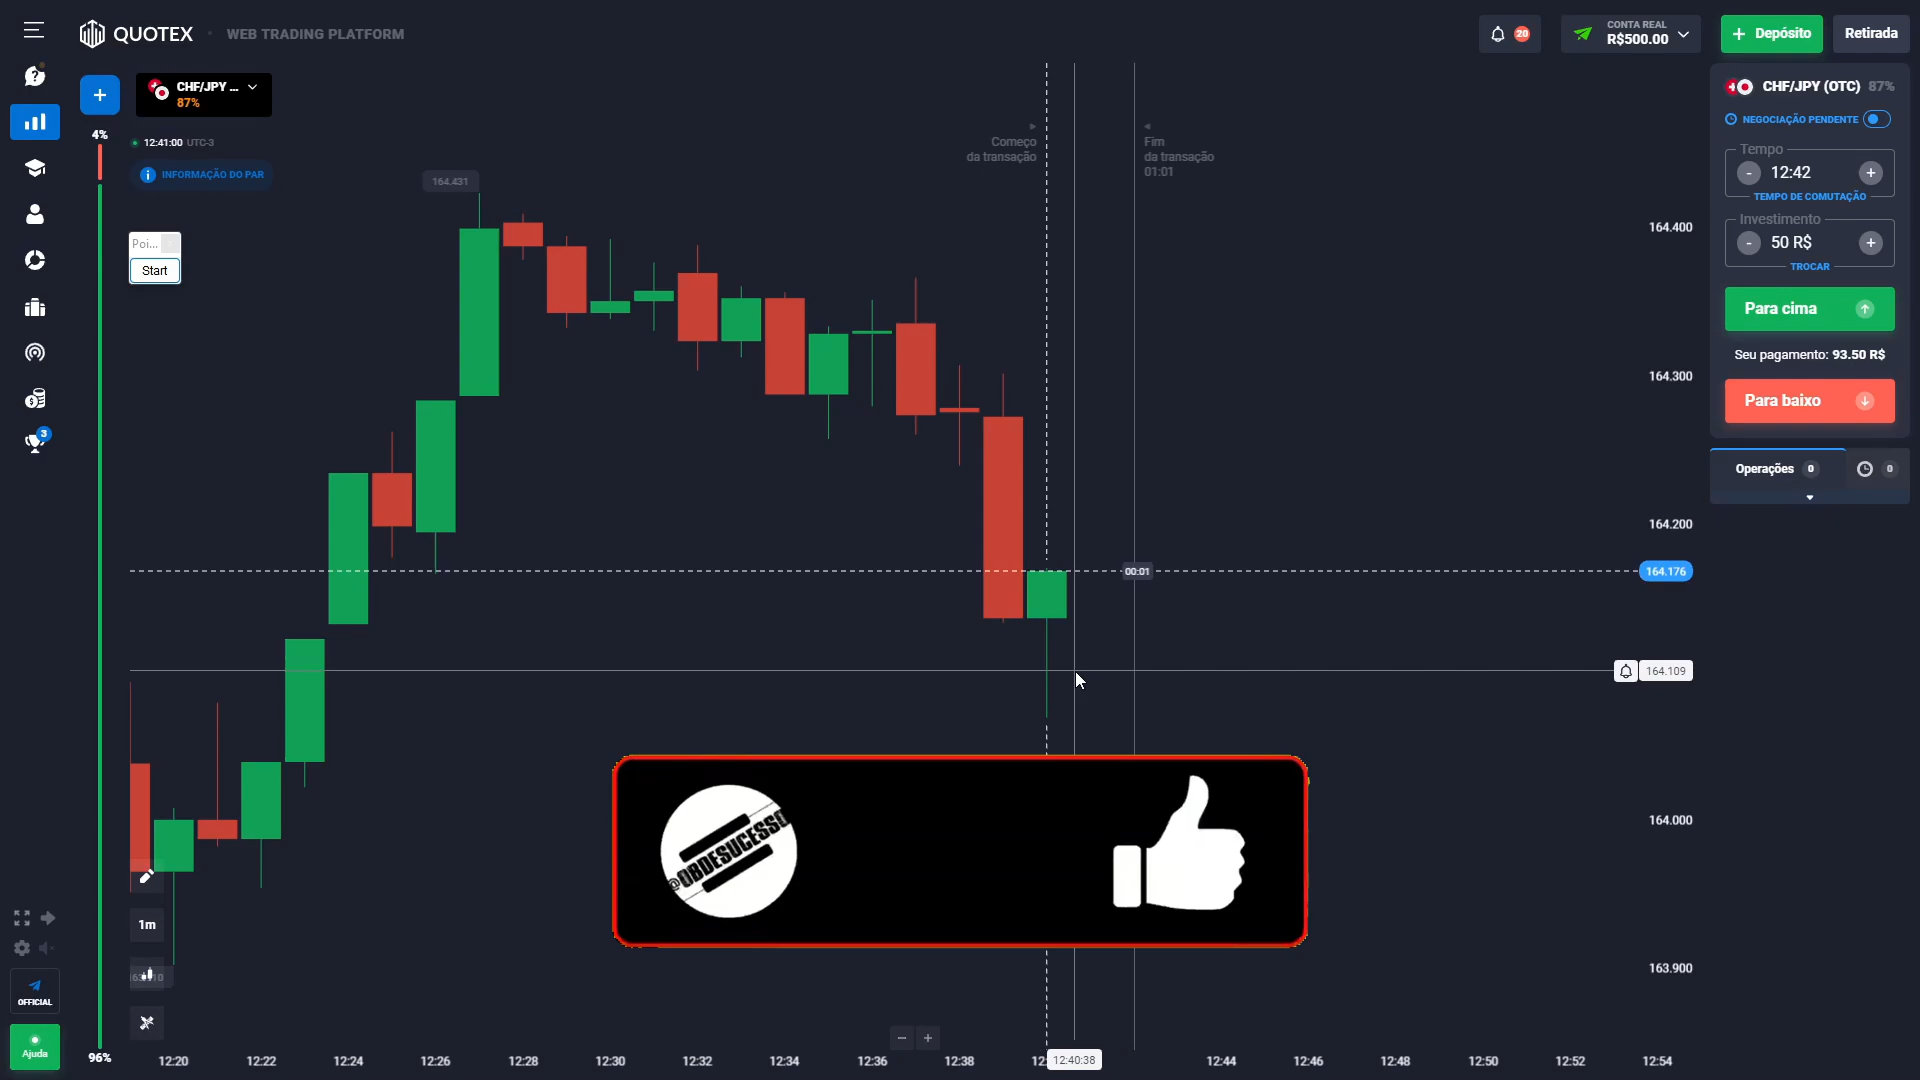 QUOTEX
WEB TRADING PLATFORM
20
CONTA REAL
R$500.00
+ Depósito
Retirada
+
CHF/JPY ...
87%
4%
12:41:00 UTC-3
INFORMAÇÃO DO PAR
Poi...
Start
164.431
Começo
da transação
Fim
da transação
01:01
164.400
164.300
164.200
164.176
164.109
164.000
163.900
00:01
CHF/JPY (OTC) 87%
NEGOCIAÇÃO PENDENTE
Tempo
- 12:42 +
TEMPO DE COMUTAÇÃO
Investimento
- 50 R$ +
TROCAR
Para cima
Seu pagamento: 93.50 R$
Para baixo
Operações 0
0
3
@OBDESUCESSO
1m
OFFICIAL
Ajuda
96%
- +
12:20
12:22
12:24
12:26
12:28
12:30
12:32
12:34
12:36
12:38
12:40:38
12:44
12:46
12:48
12:50
12:52
12:54